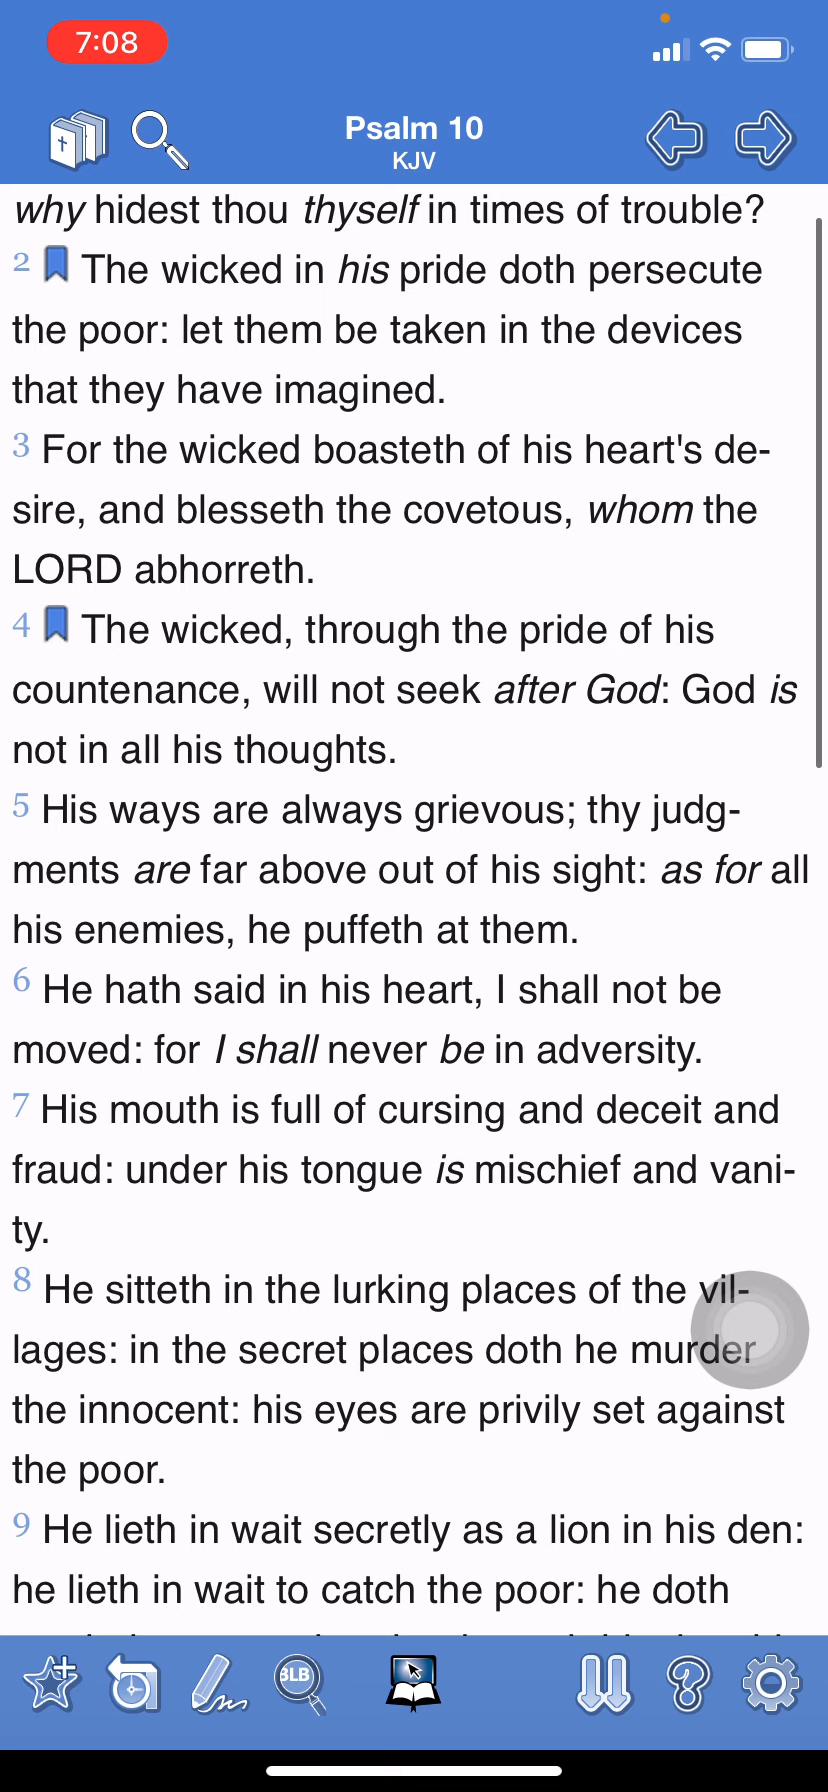 7:08
Psalm 10
KJV
why hidest thou thyself in times of trouble?
2 The wicked in his pride doth persecute
the poor: let them be taken in the devices
that they have imagined.
3 For the wicked boasteth of his heart's de-
sire, and blesseth the covetous, whom the
LORD abhorreth.
4 The wicked, through the pride of his
countenance, will not seek after God: God is
not in all his thoughts.
5 His ways are always grievous; thy judg-
ments are far above out of his sight: as for all
his enemies, he puffeth at them.
6 He hath said in his heart, I shall not be
moved: for I shall never be in adversity.
7 His mouth is full of cursing and deceit and
fraud: under his tongue is mischief and vani-
ty.
8 He sitteth in the lurking places of the vil-
lages: in the secret places doth he murder
the innocent: his eyes are privily set against
the poor.
9 He lieth in wait secretly as a lion in his den:
he lieth in wait to catch the poor: he doth
BLB